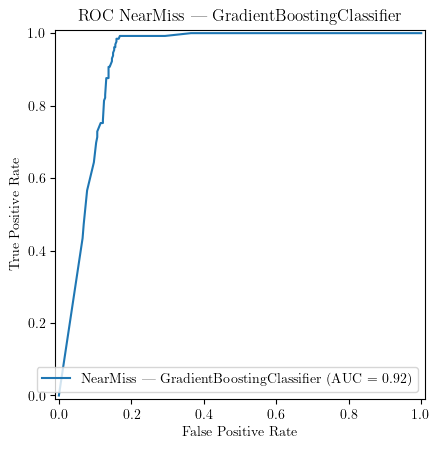 ROC NearMiss — GradientBoostingClassifier
1.0
0.8
0.6
0.4
0.2
0.0
True Positive Rate
NearMiss — GradientBoostingClassifier (AUC = 0.92)
0.0 0.2 0.4 0.6 0.8 1.0
False Positive Rate